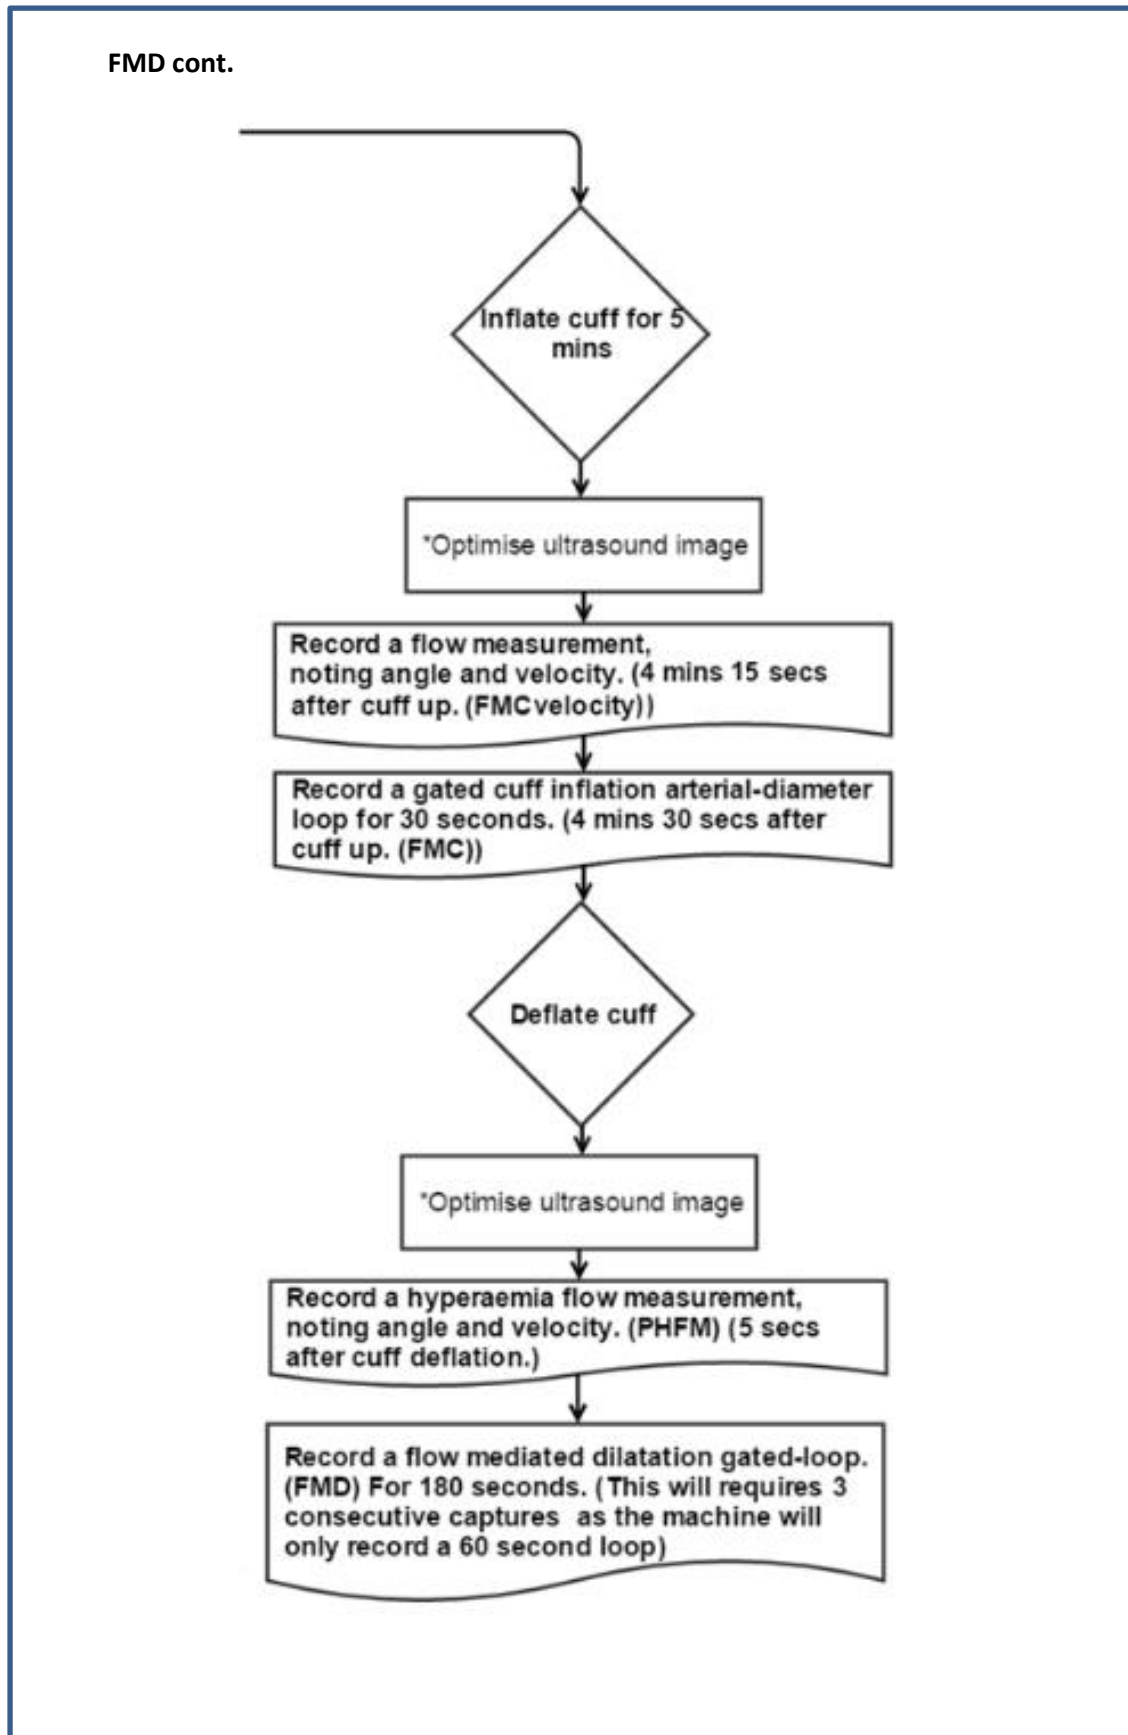 FMD cont.
Inflate cuff for 5
mins
*Optimise ultrasound image
Record a flow measurement,
noting angle and velocity. (4 mins 15 secs
after cuff up. (FMCvelocity))
Record a gated cuff inflation arterial-diameter
loop for 30 seconds. (4 mins 30 secs after
cuff up. (FMC))
Deflate cuff
*Optimise ultrasound image
Record a hyperaemia flow measurement,
noting angle and velocity. (PHFM) (5 secs
after cuff deflation.)
Record a flow mediated dilatation gated-loop.
(FMD) For 180 seconds. (This will requires 3
consecutive captures as the machine will
only record a 60 second loop)